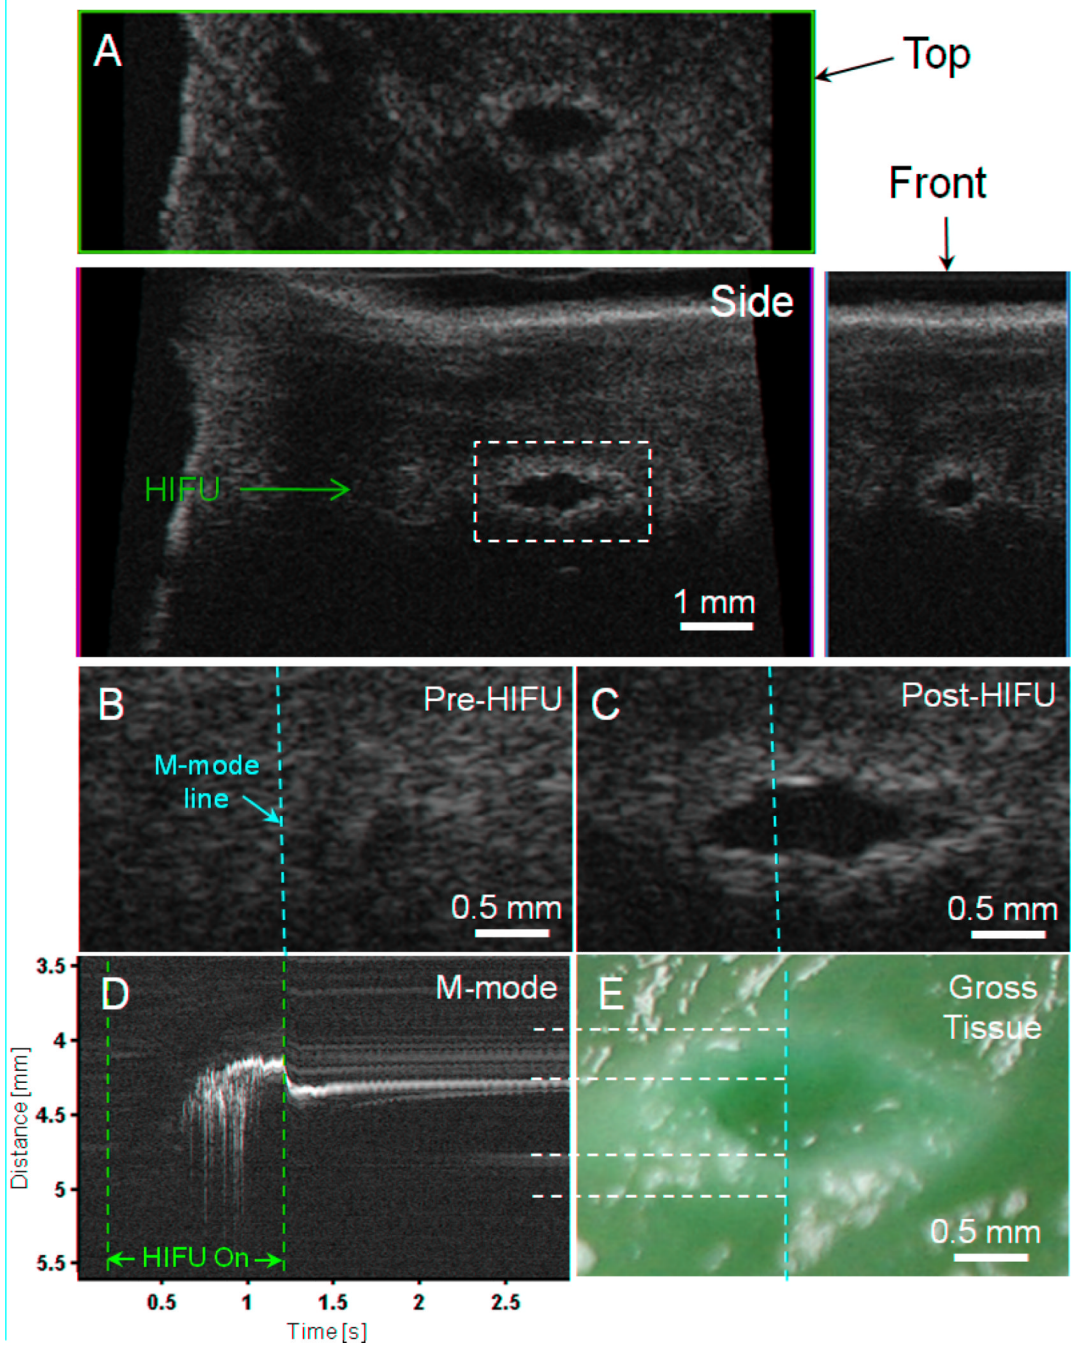 A
Top
Front
Side
HIFU
1 mm
B
Pre-HIFU
M-mode
line
0.5 mm
C
Post-HIFU
0.5 mm
D
M-mode
3.5
4
4.5
5
5.5
Distance [mm]
HIFU On
0.5
1
1.5
2
2.5
Time [s]
E
Gross
Tissue
0.5 mm